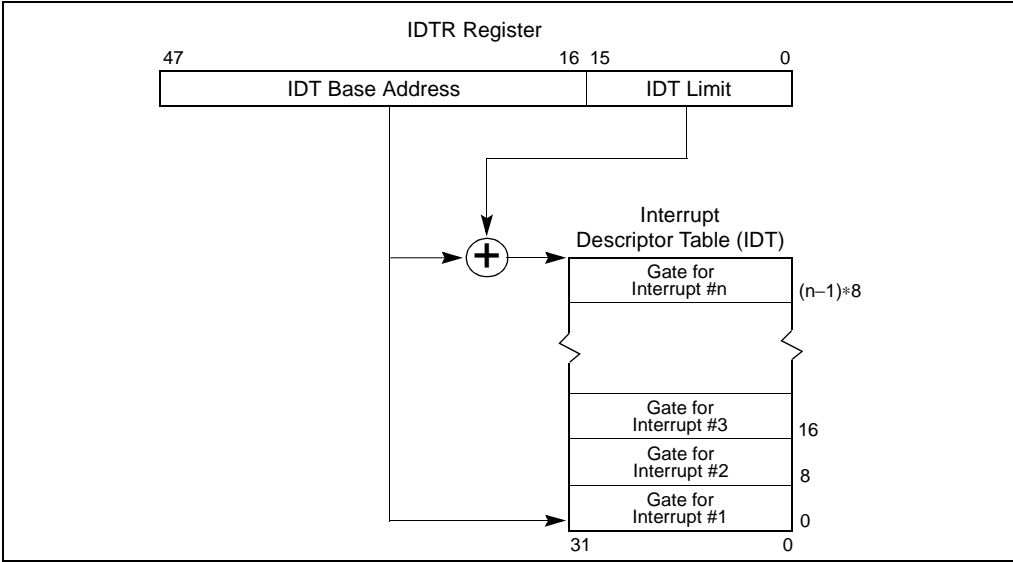 IDTR Register
47 16 15 0
IDT Base Address IDT Limit
+
Interrupt
Descriptor Table (IDT)
Gate for
Interrupt #n
(n−1)∗8
Gate for
Interrupt #3
16
Gate for
Interrupt #2
8
Gate for
Interrupt #1
0
31 0